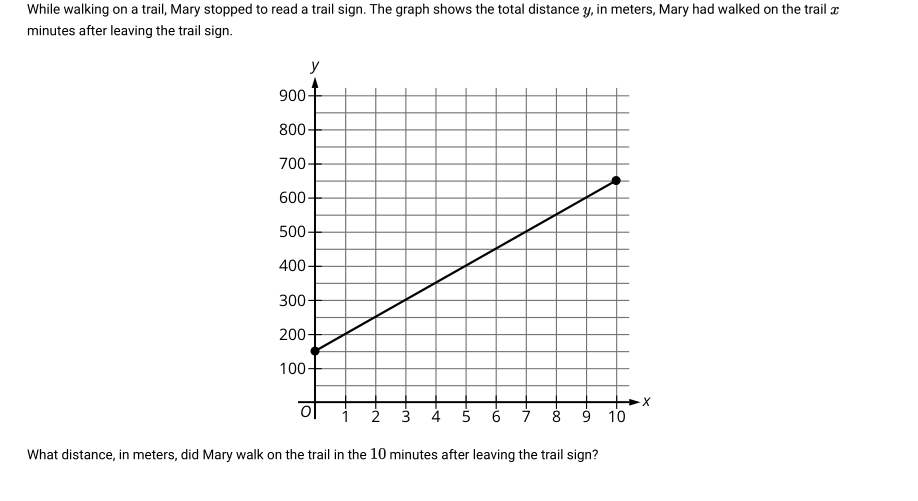 While walking on a trail, Mary stopped to read a trail sign. The graph shows the total distance y, in meters, Mary had walked on the trail x
minutes after leaving the trail sign.
y
900
800
700
600
500
400
300
200
100
O 1 2 3 4 5 6 7 8 9 10 x
What distance, in meters, did Mary walk on the trail in the 10 minutes after leaving the trail sign?